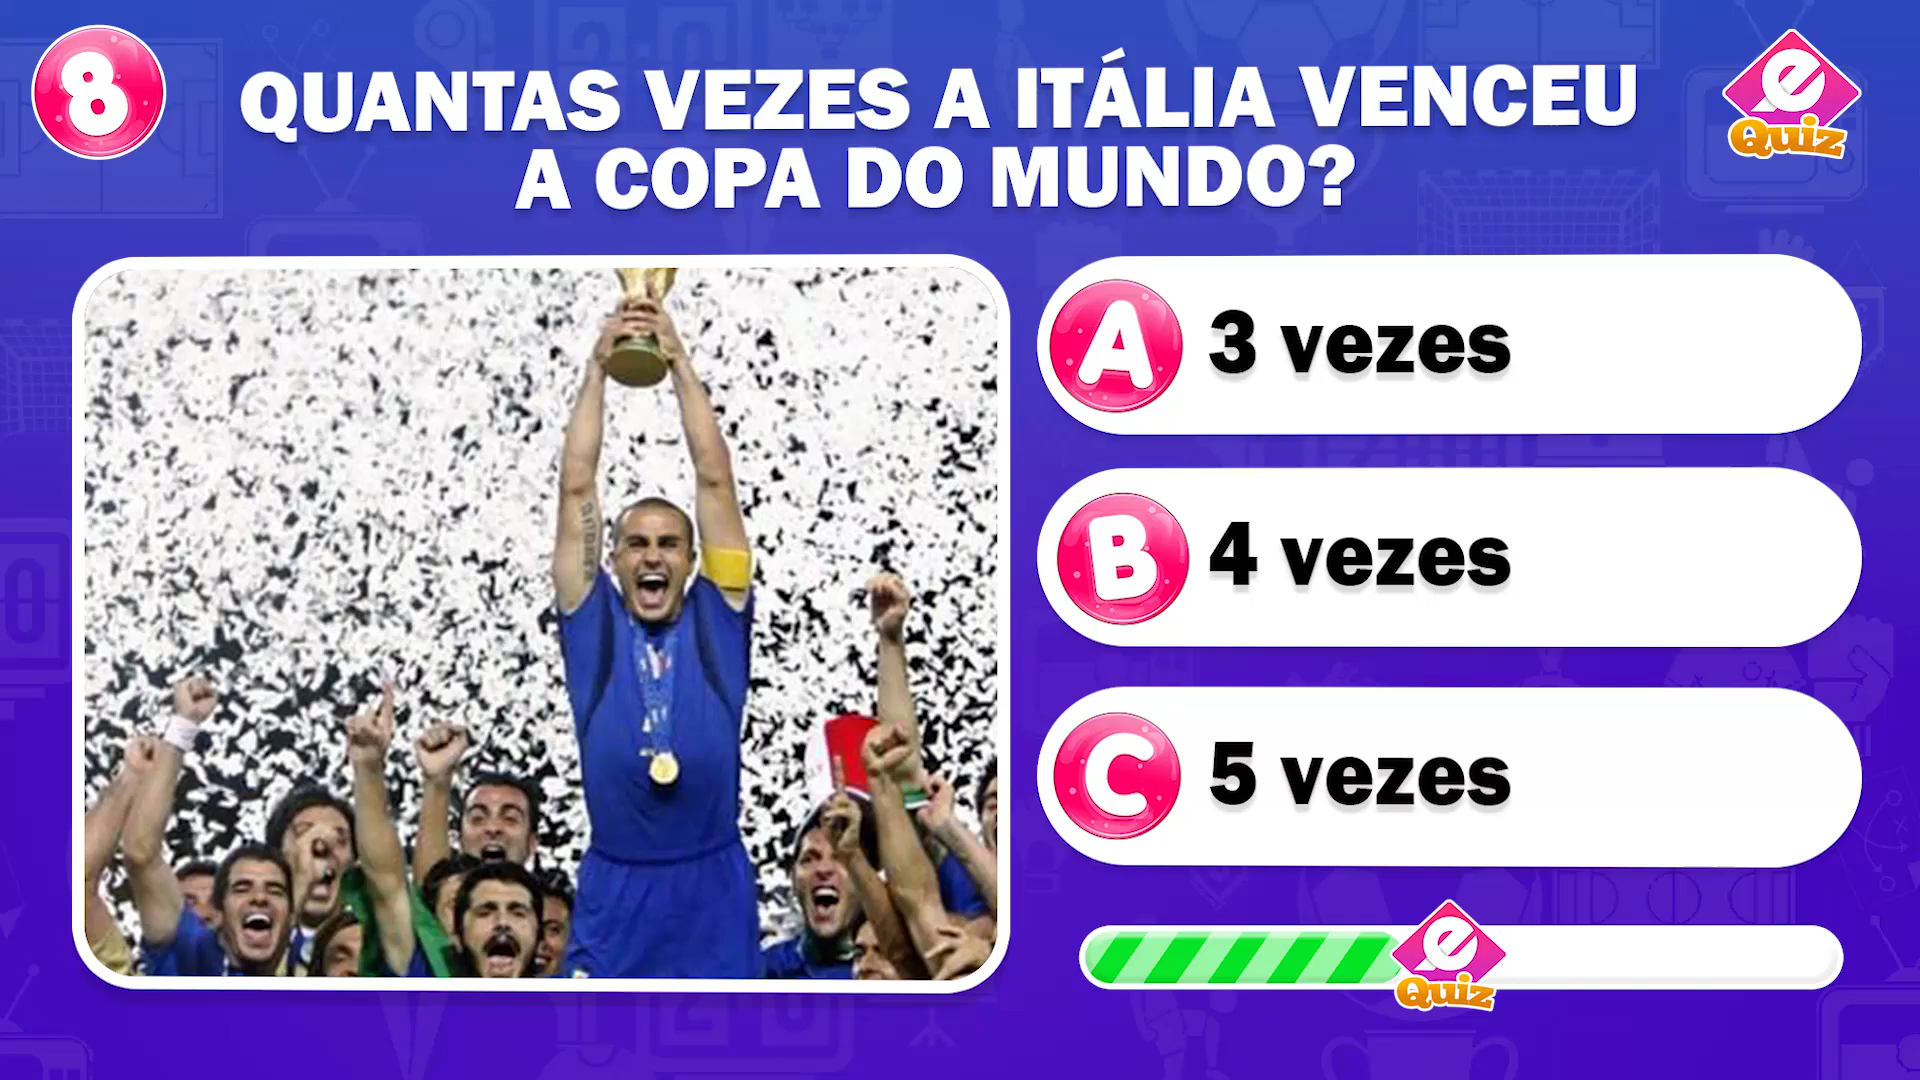 8
QUANTAS VEZES A ITÁLIA VENCEU
A COPA DO MUNDO?
e
Quiz
A 3 vezes
B 4 vezes
C 5 vezes
e
Quiz